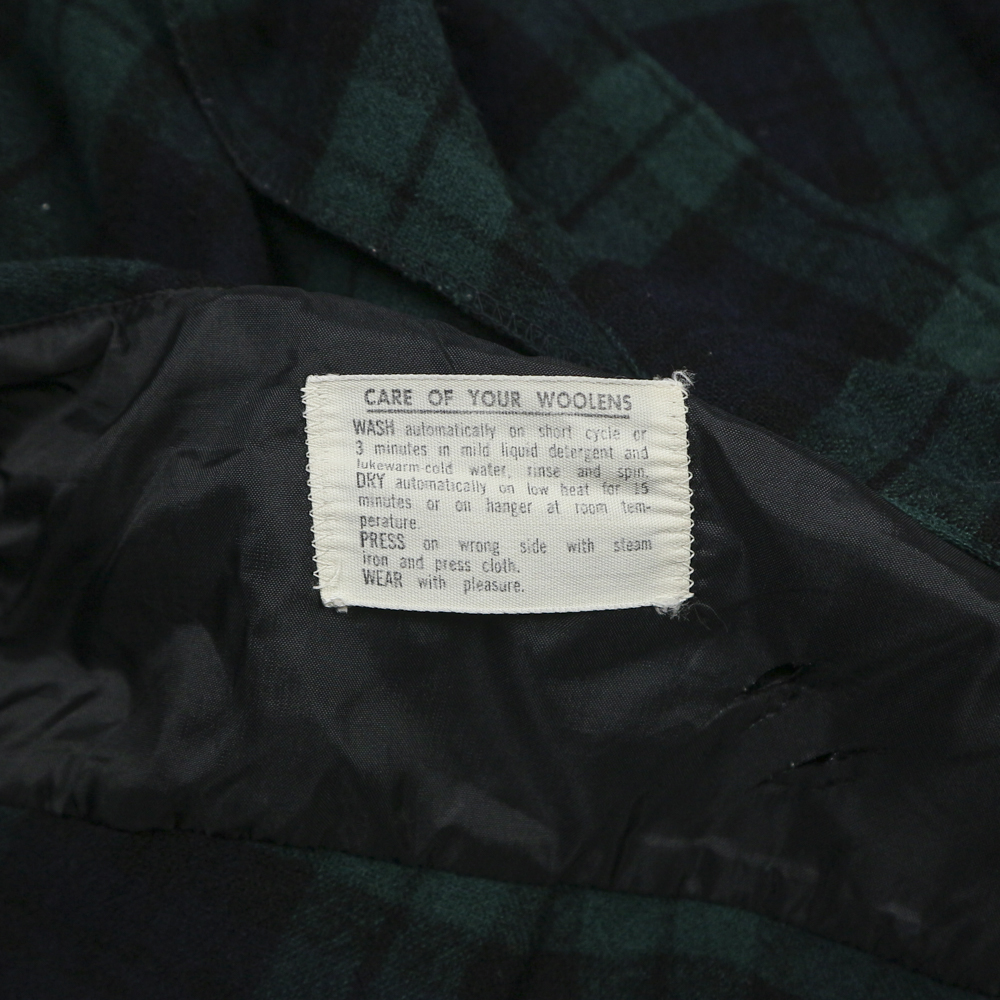 CARE OF YOUR WOOLENS
WASH automatically on short cycle or
3 minutes in mild liquid detergent and
lukewarm-cold water, rinse and spin.
DRY automatically on low heat for 15
minutes or on hanger at room tem-
perature.
PRESS on wrong side with steam
iron and press cloth.
WEAR with pleasure.